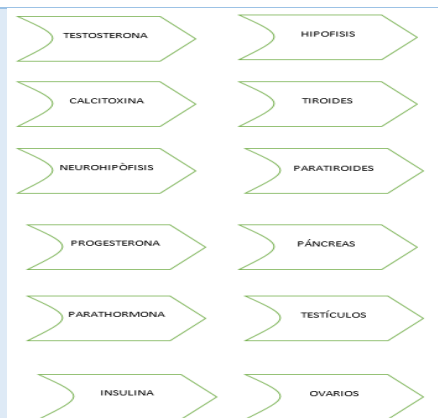 TESTOSTERONA
HIPOFISIS
CALCITOXINA
TIROIDES
NEUROHIPÒFISIS
PARATIROIDES
PROGESTERONA
PÁNCREAS
PARATHORMONA
TESTÍCULOS
INSULINA
OVARIOS